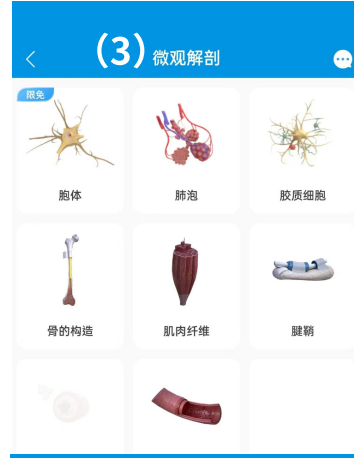 （3）微观解剖
限免
胞体
肺泡
胶质细胞
骨的构造
肌肉纤维
腱鞘